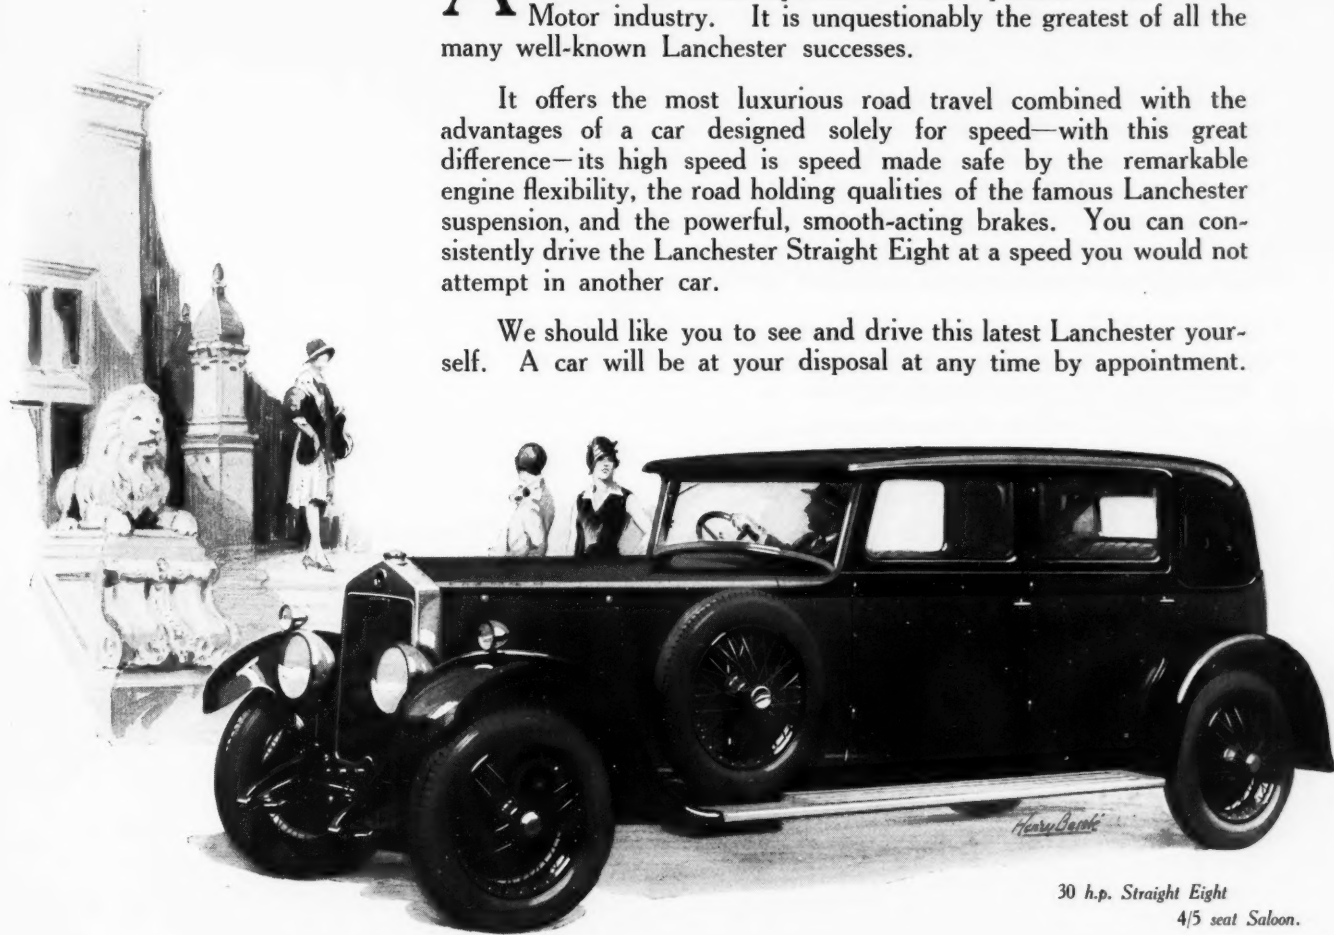 A
Motor industry. It is unquestionably the greatest of all the
many well-known Lanchester successes.
It offers the most luxurious road travel combined with the
advantages of a car designed solely for speed—with this great
difference—its high speed is speed made safe by the remarkable
engine flexibility, the road holding qualities of the famous Lanchester
suspension, and the powerful, smooth-acting brakes. You can con-
sistently drive the Lanchester Straight Eight at a speed you would not
attempt in another car.
We should like you to see and drive this latest Lanchester your-
self. A car will be at your disposal at any time by appointment.
Henry
30 h.p. Straight Eight
4/5 seat Saloon.